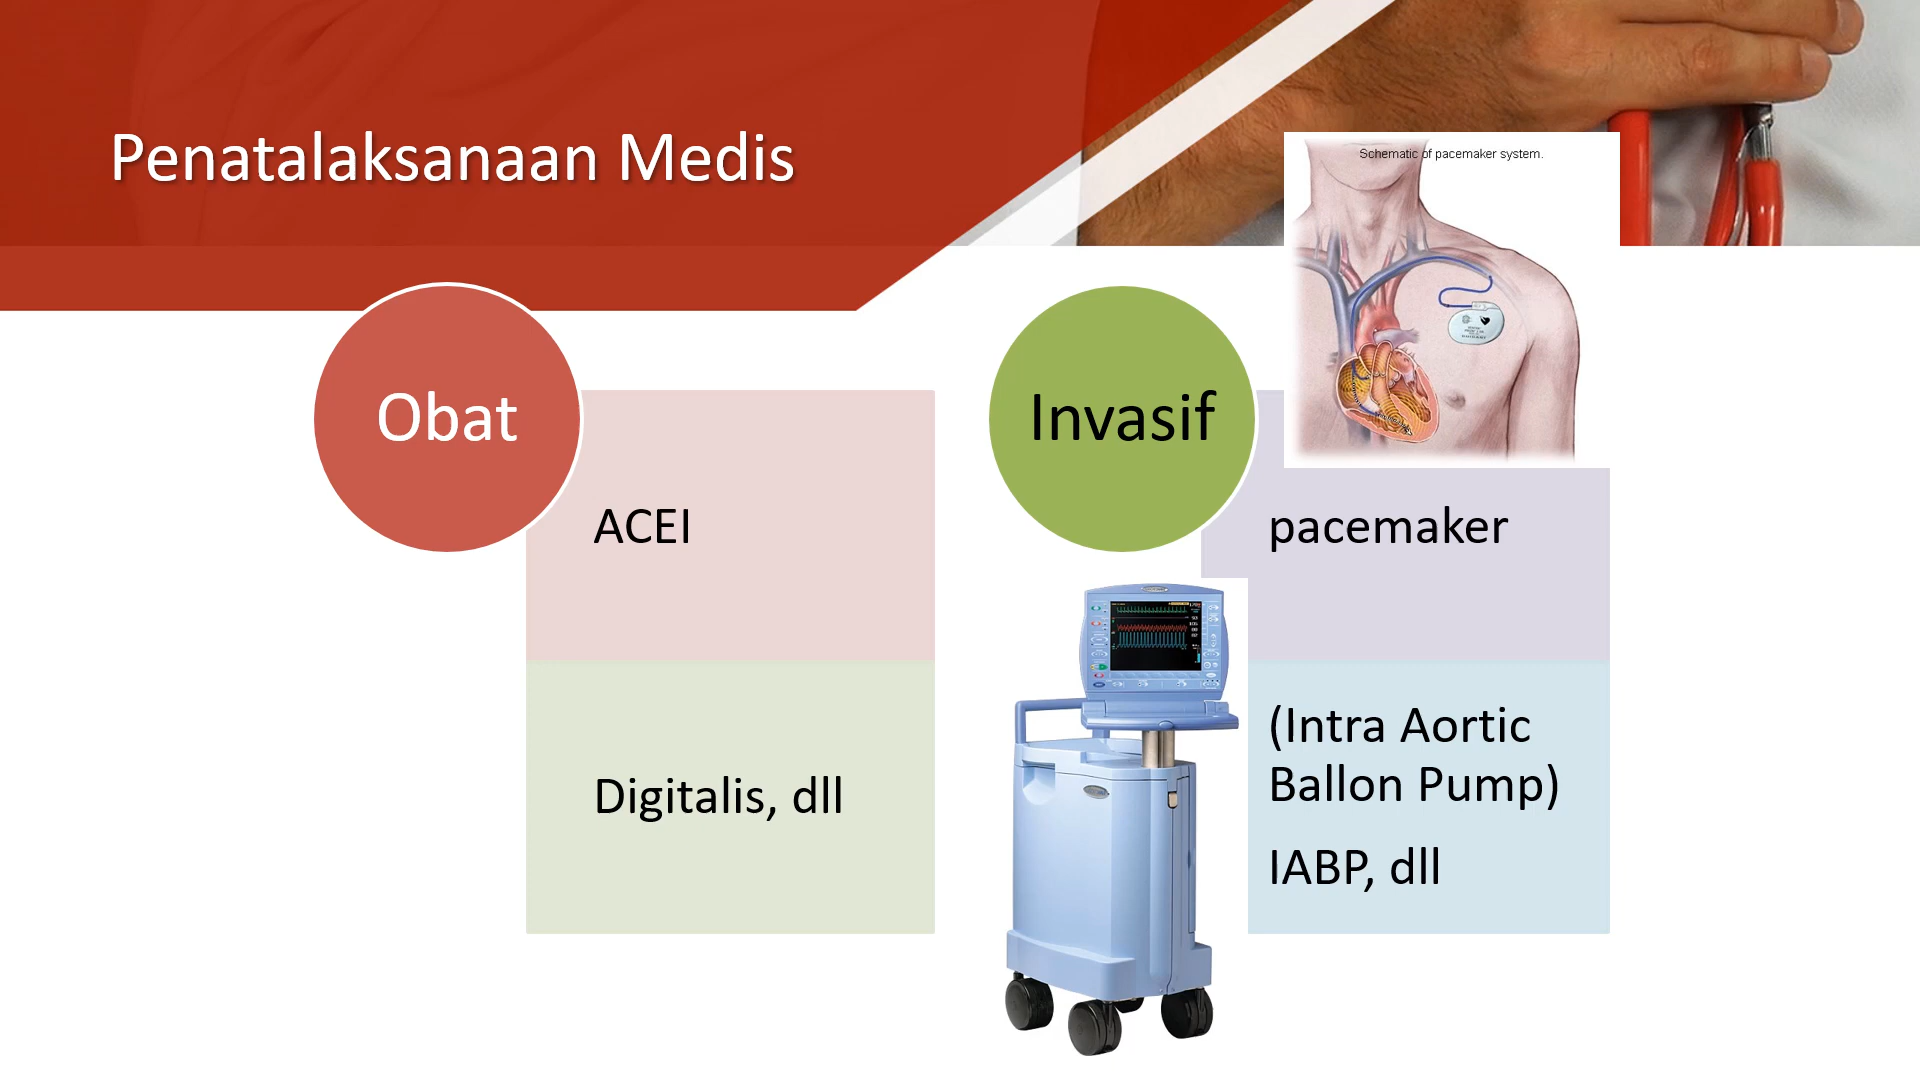 Penatalaksanaan Medis
Schematic of pacemaker system.
Obat
ACEI
Digitalis, dll
Invasif
pacemaker
(Intra Aortic
Ballon Pump)
IABP, dll